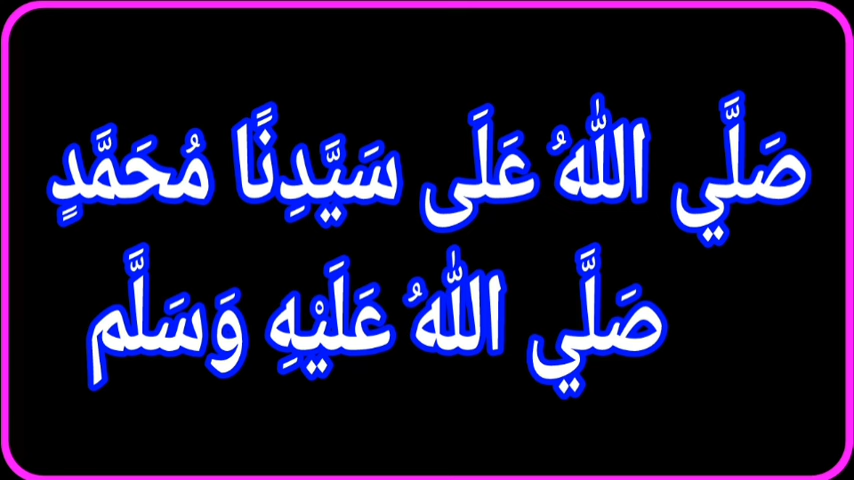 صَلَّي اللّٰهُ عَلَى سَيَّدِنًا مُحَمَّدٍ
صَلَّي اللّٰهُ عَلَيْهِ وَسَلَّم